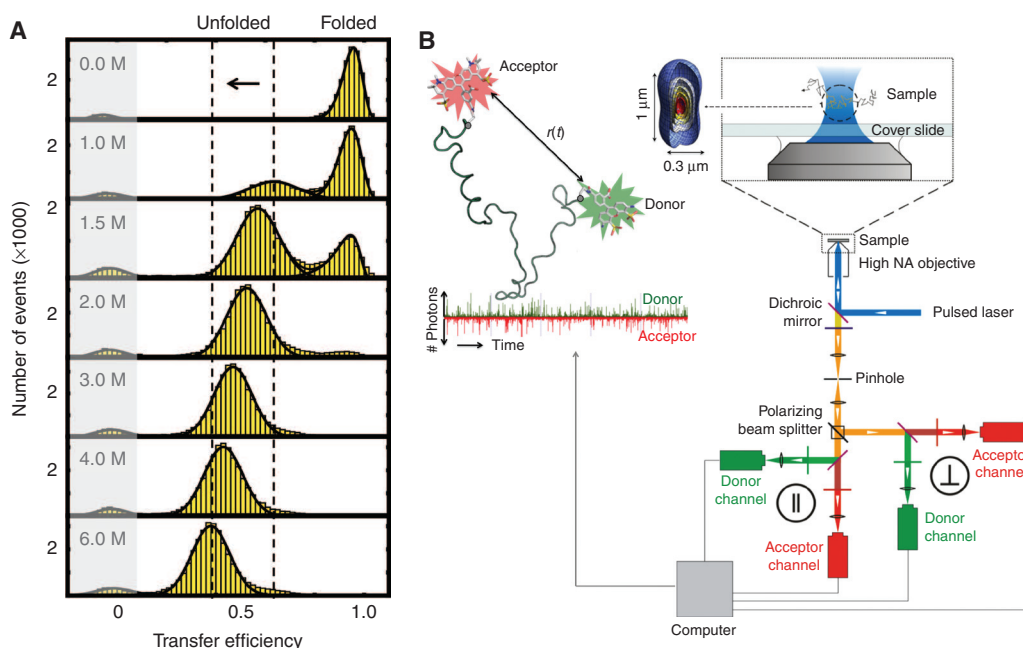 A
Unfolded
Folded
0.0 M
2
1.0 M
2
1.5 M
2
2.0 M
2
3.0 M
2
4.0 M
2
6.0 M
2
Number of events (×1000)
0
0.5
1.0
Transfer efficiency
B
Acceptor
r(t)
Donor
# Photons
Donor
Acceptor
Time
1 μm
0.3 μm
Sample
Cover slide
Sample
High NA objective
Dichroic
mirror
Pulsed laser
Pinhole
Polarizing
beam splitter
Acceptor
channel
Donor
channel
||
⊥
Donor
channel
Acceptor
channel
Computer